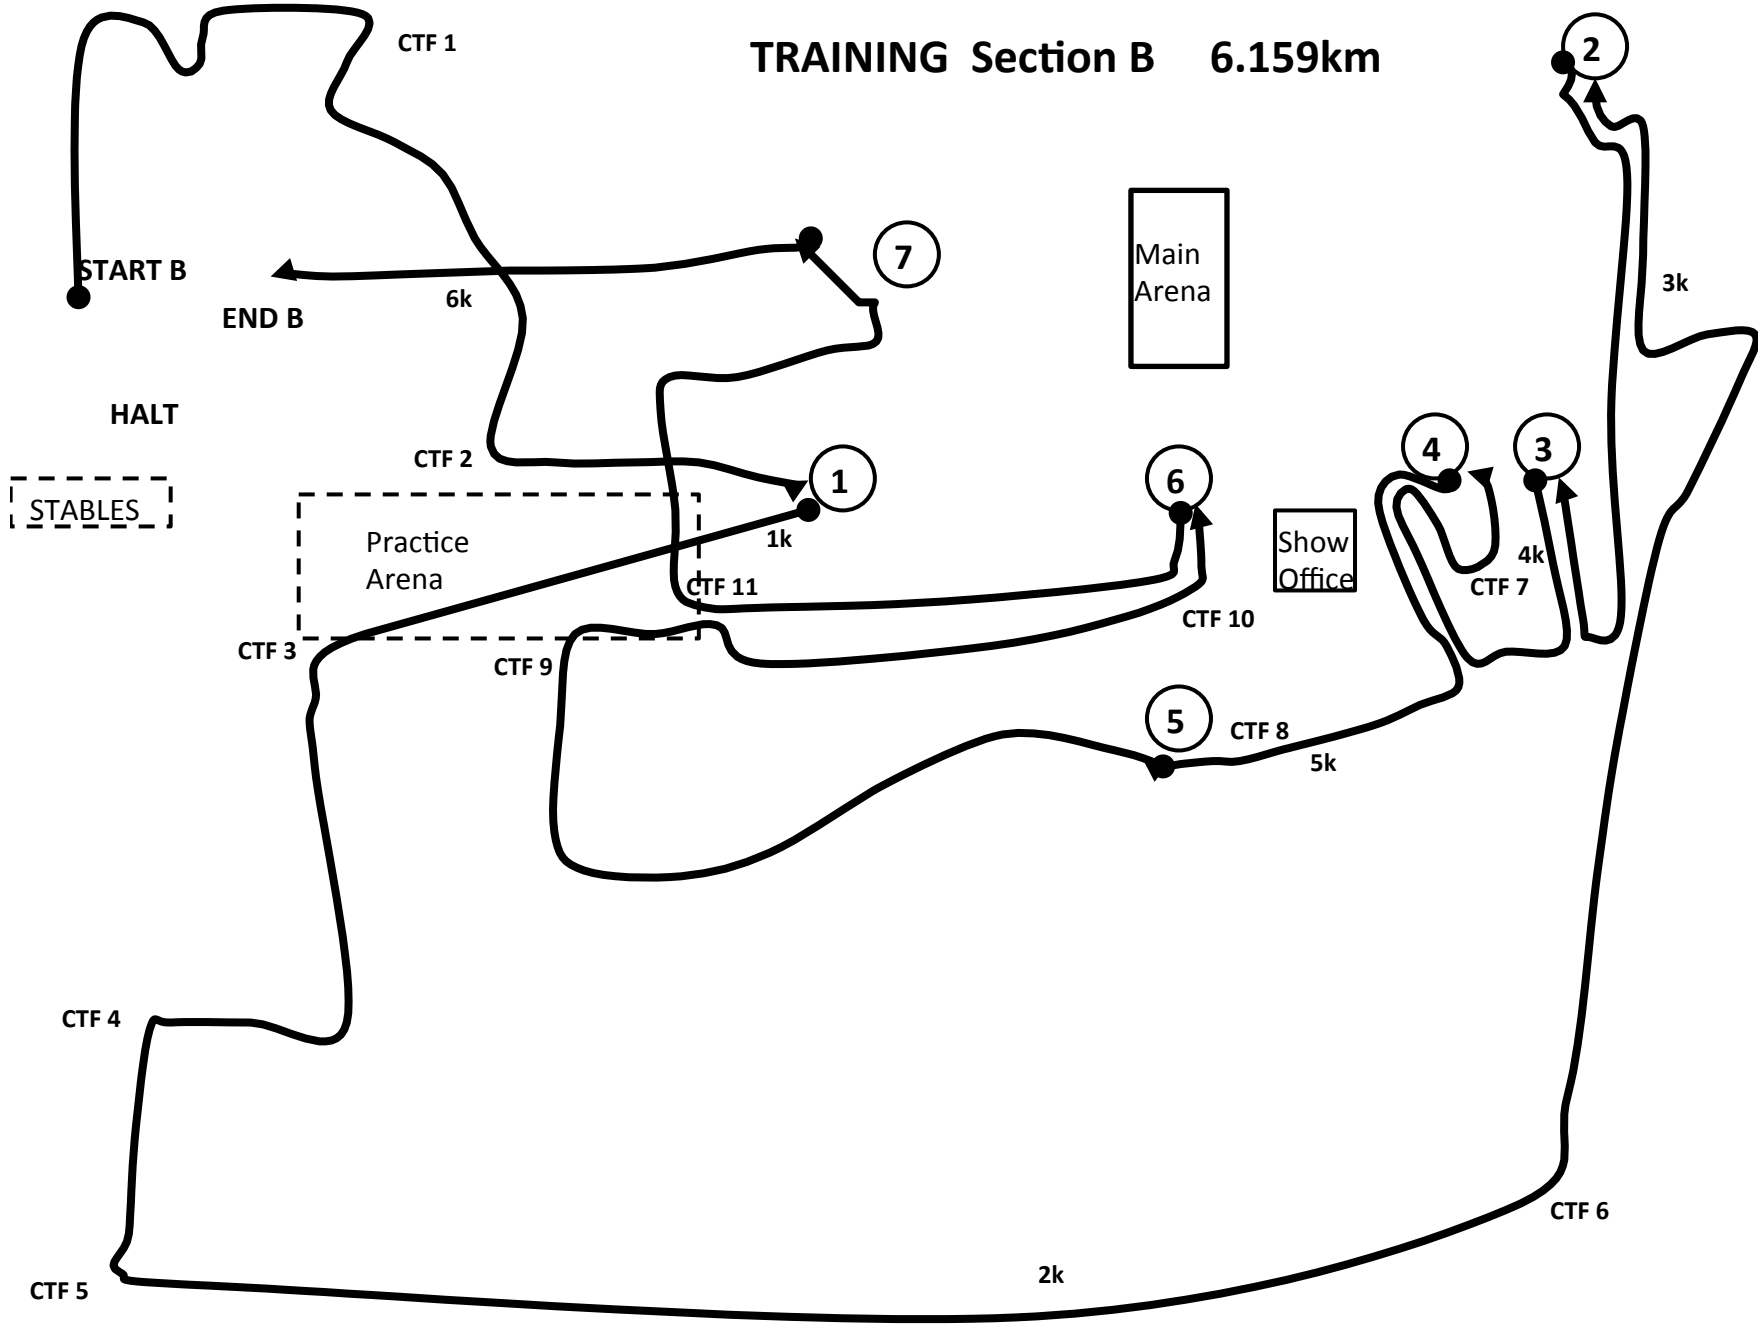 TRAINING Section B 6.159km
CTF 1
2
START B
END B
6k
7
Main
Arena
3k
HALT
CTF 2
1
6
4
3
STABLES
Practice
Arena
1k
Show
Office
4k
CTF 7
CTF 11
CTF 10
CTF 3
CTF 9
5
CTF 8
5k
CTF 4
CTF 6
2k
CTF 5